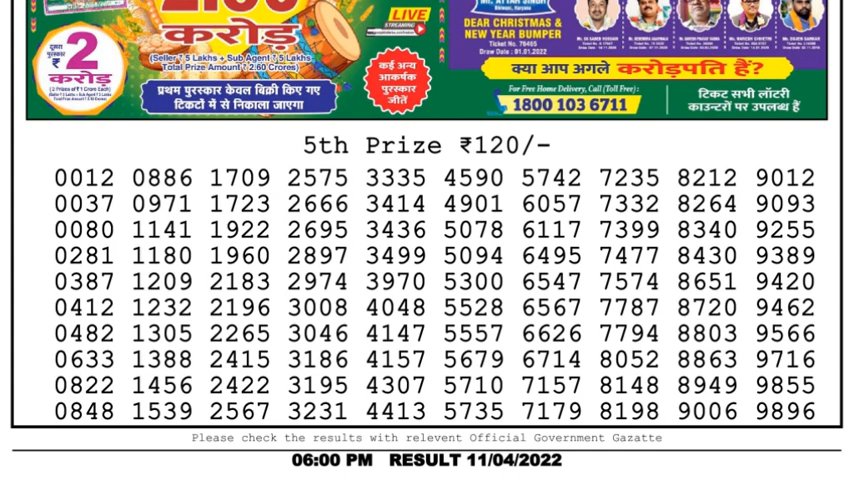 करोड़
LIVE
STREAMING
दूसरा
पुरस्कार
₹ 2
करोड़
(Seller ₹ 5 Lakhs + Sub Agent ₹ 5 Lakhs
Total Prize Amount ₹ 2.60 Crores)
प्रथम पुरस्कार केवल बिक्री किए गए
टिकटों में से निकाला जाएगा
कई अन्य
आकर्षक
पुरस्कार
जीतें
DEAR CHRISTMAS &
NEW YEAR BUMPER
Ticket No. 76405
Draw Date : 01.01.2022
क्या आप अगले करोड़पति हैं?
For Free Home Delivery, Call (Toll Free) :
1800 103 6711
टिकट सभी लॉटरी
काउन्टरों पर उपलब्ध हैं
5th Prize ₹120/-
0012 0886 1709 2575 3335 4590 5742 7235 8212 9012
0037 0971 1723 2666 3414 4901 6057 7332 8264 9093
0080 1141 1922 2695 3436 5078 6117 7399 8340 9255
0281 1180 1960 2897 3499 5094 6495 7477 8430 9389
0387 1209 2183 2974 3970 5300 6547 7574 8651 9420
0412 1232 2196 3008 4048 5528 6567 7787 8720 9462
0482 1305 2265 3046 4147 5557 6626 7794 8803 9566
0633 1388 2415 3186 4157 5679 6714 8052 8863 9716
0822 1456 2422 3195 4307 5710 7157 8148 8949 9855
0848 1539 2567 3231 4413 5735 7179 8198 9006 9896
Please check the results with relevent Official Government Gazatte
06:00 PM RESULT 11/04/2022